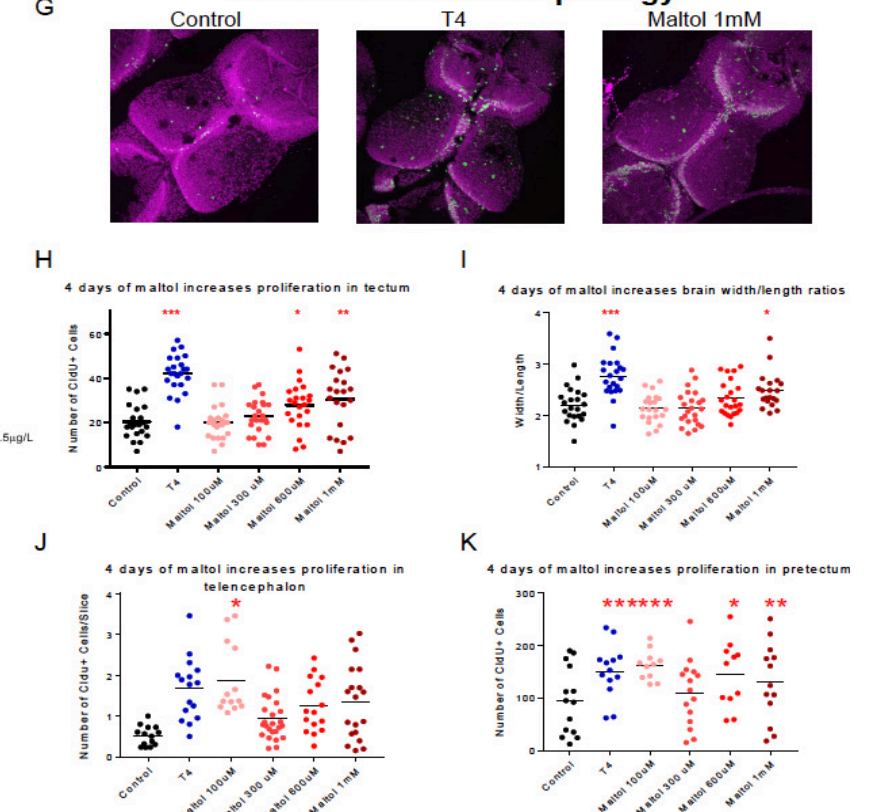 G
Control T4 Maltol 1mM
.5µg/L
H
4 days of maltol increases proliferation in tectum
*** * **
Number of CldU+ Cells
60
40
20
0
Control T4 Maltol 100uM Maltol 300 uM Maltol 600uM Maltol 1mM
I
4 days of maltol increases brain width/length ratios
*** *
Width/Length
4
3
2
1
Control T4 Maltol 100uM Maltol 300 uM Maltol 600uM Maltol 1mM
J
4 days of maltol increases proliferation in
telencephalon
*
Number of Cldu+ Cells/Slice
4
3
2
1
0
Control T4 Maltol 100uM Maltol 300 uM Maltol 600uM Maltol 1mM
K
4 days of maltol increases proliferation in pretectum
****** * **
Number of CldU+ Cells
300
200
100
0
Control T4 Maltol 100uM Maltol 300 uM Maltol 600uM Maltol 1mM